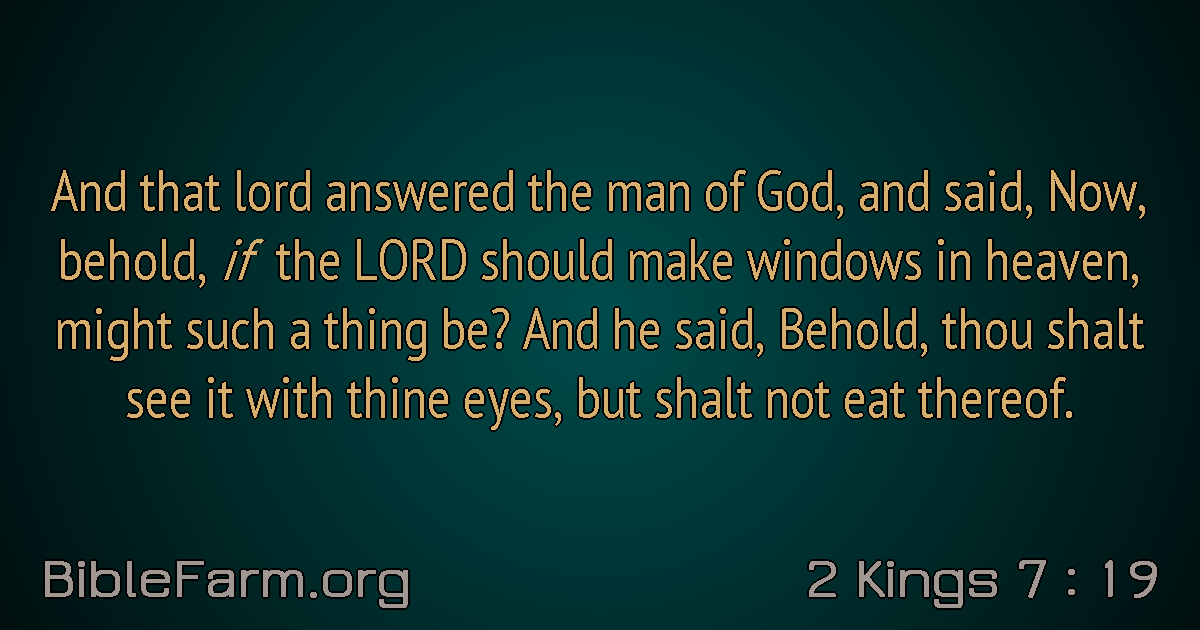 And that lord answered the man of God, and said, Now,
behold, if the LORD should make windows in heaven,
might such a thing be? And he said, Behold, thou shalt
see it with thine eyes, but shalt not eat thereof.
BibleFarm.org
2 Kings 7 : 19